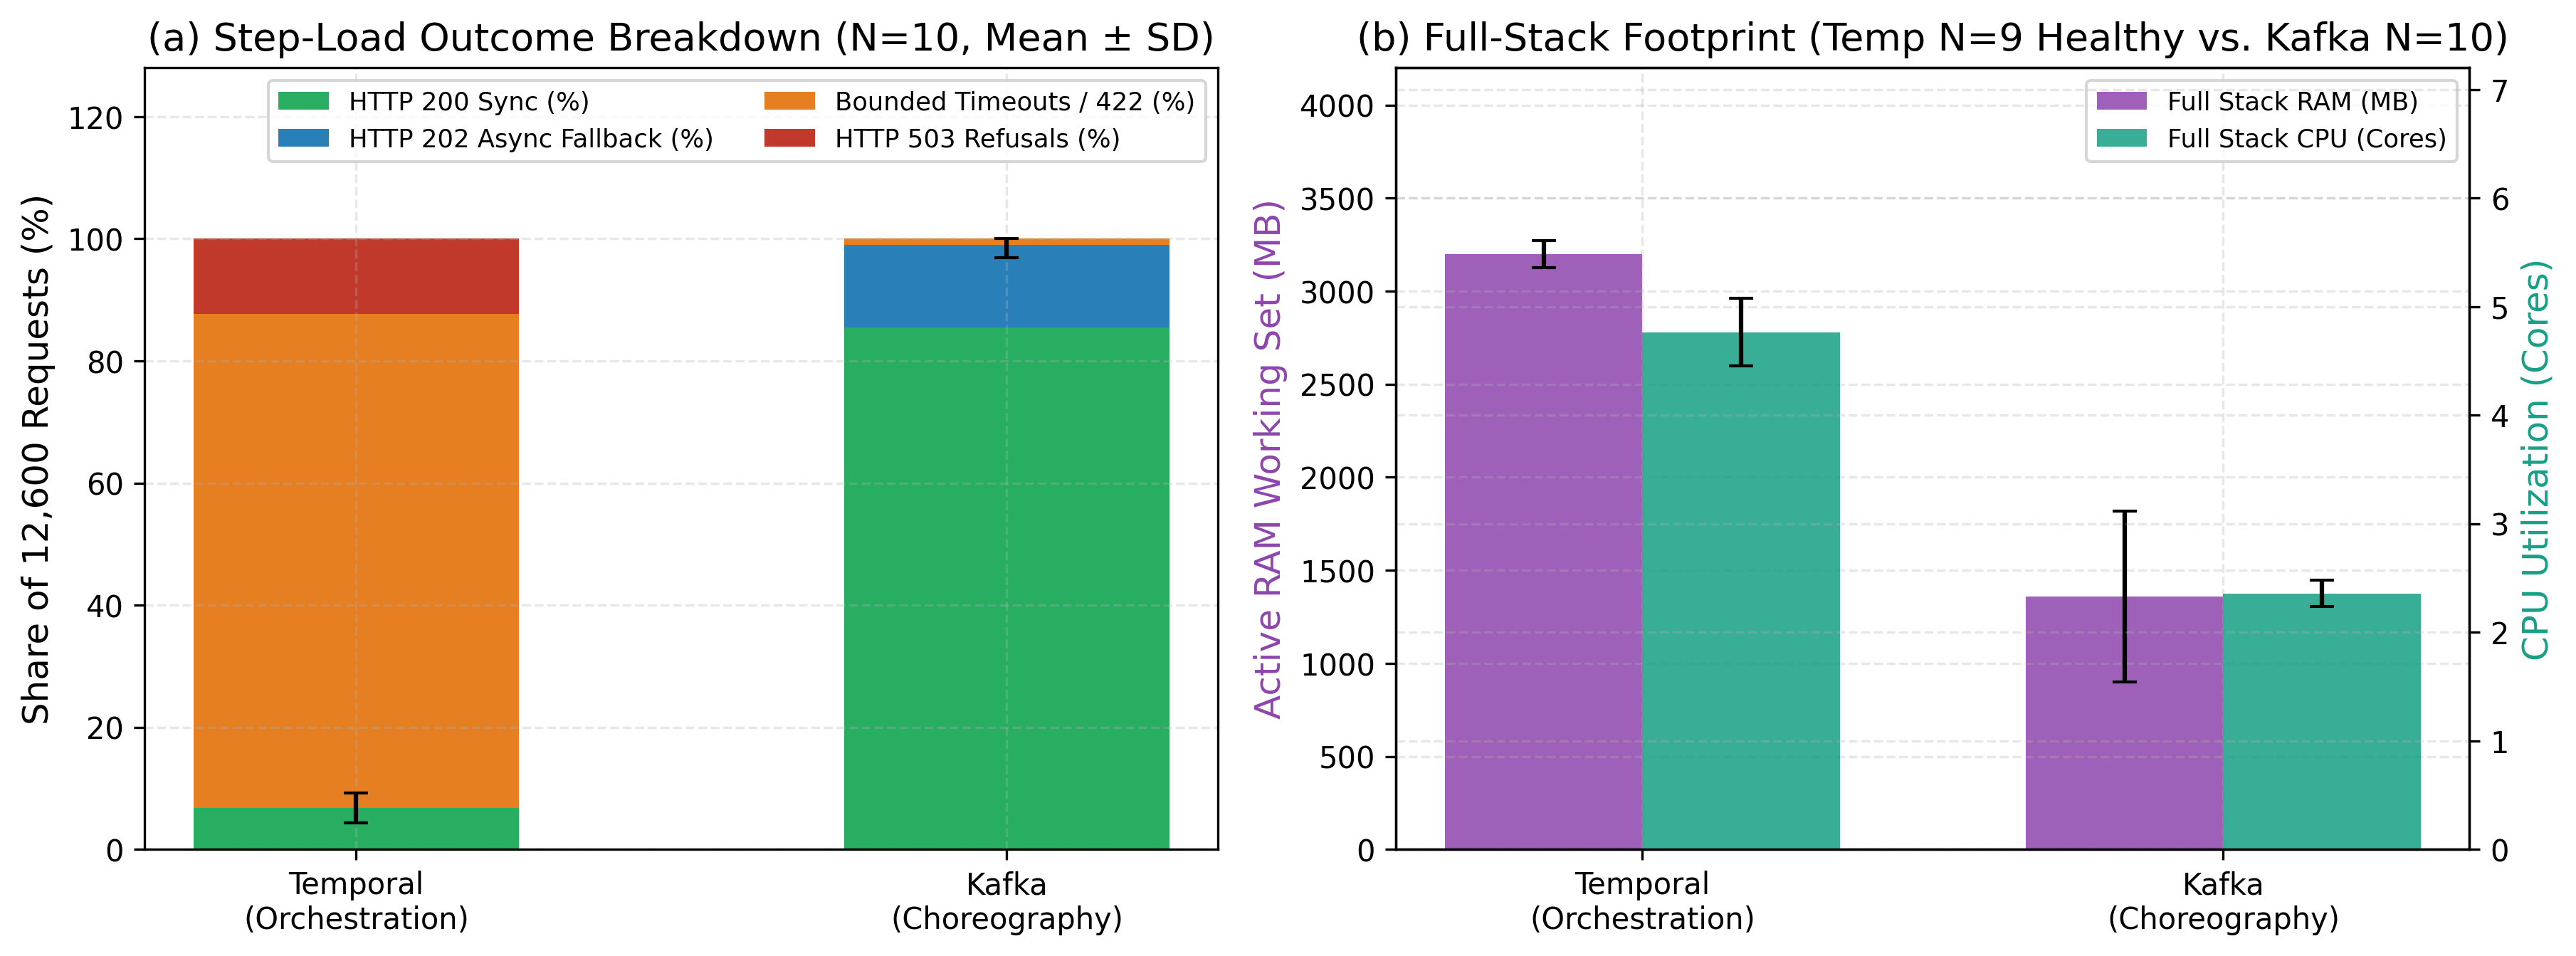 (a) Step-Load Outcome Breakdown (N=10, Mean ± SD)
HTTP 200 Sync (%)
HTTP 202 Async Fallback (%)
Bounded Timeouts / 422 (%)
HTTP 503 Refusals (%)
Share of 12,600 Requests (%)
120
100
80
60
40
20
0
Temporal
(Orchestration)
Kafka
(Choreography)
(b) Full-Stack Footprint (Temp N=9 Healthy vs. Kafka N=10)
Full Stack RAM (MB)
Full Stack CPU (Cores)
Active RAM Working Set (MB)
4000
3500
3000
2500
2000
1500
1000
500
0
7
6
5
4
3
2
1
0
CPU Utilization (Cores)
Temporal
(Orchestration)
Kafka
(Choreography)